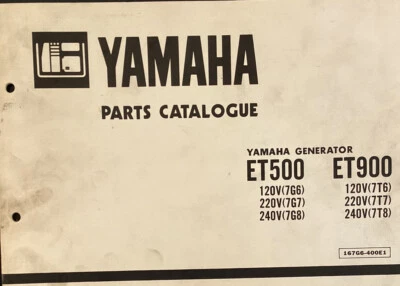 YAMAHA
PARTS CATALOGUE
YAMAHA GENERATOR
ET500 ET900
120V(7G6) 120V(7T6)
220V(7G7) 220V(7T7)
240V(7G8) 240V(7T8)
167G6-400E1